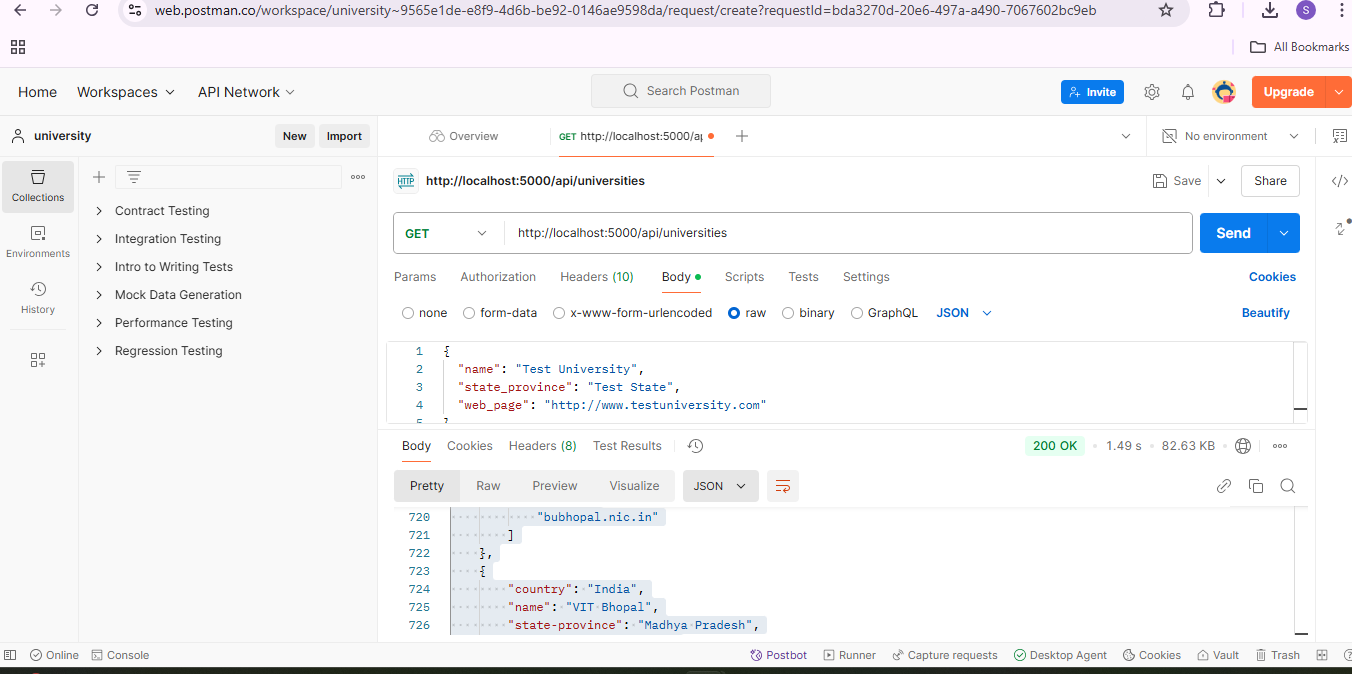 web.postman.co/workspace/university~9565e1de-e8f9-4d6b-be92-0146ae9598da/request/create?requestId=bda3270d-20e6-497a-a490-7067602bc9eb
S
All Bookmarks
Home Workspaces API Network Search Postman Invite Upgrade
university New Import
Overview GET http://localhost:5000/a No environment
Collections
Environments
History
Contract Testing
Integration Testing
Intro to Writing Tests
Mock Data Generation
Performance Testing
Regression Testing
HTTP http://localhost:5000/api/universities Save Share
GET http://localhost:5000/api/universities Send
Params Authorization Headers (10) Body Scripts Tests Settings Cookies
none form-data x-www-form-urlencoded raw binary GraphQL JSON Beautify
1 {
2 "name": "Test University",
3 "state_province": "Test State",
4 "web_page": "http://www.testuniversity.com"
5 }
Body Cookies Headers (8) Test Results 200 OK 1.49 s 82.63 KB
Pretty Raw Preview Visualize JSON
720 "bubhopal.nic.in"
721 ]
722 },
723 {
724 "country": "India",
725 "name": "VIT Bhopal",
726 "state-province": "Madhya Pradesh",
Online Console Postbot Runner Capture requests Desktop Agent Cookies Vault Trash